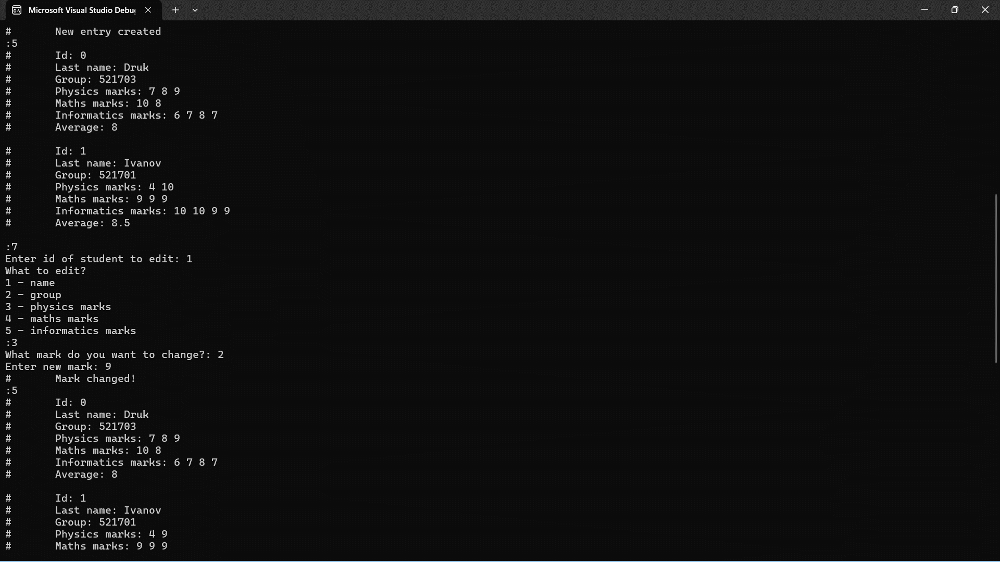 Microsoft Visual Studio Debu
# New entry created
:5
# Id: 0
# Last name: Druk
# Group: 521703
# Physics marks: 7 8 9
# Maths marks: 10 8
# Informatics marks: 6 7 8 7
# Average: 8
# Id: 1
# Last name: Ivanov
# Group: 521701
# Physics marks: 4 10
# Maths marks: 9 9 9
# Informatics marks: 10 10 9 9
# Average: 8.5
:7
Enter id of student to edit: 1
What to edit?
1 - name
2 - group
3 - physics marks
4 - maths marks
5 - informatics marks
:3
What mark do you want to change?: 2
Enter new mark: 9
# Mark changed!
:5
# Id: 0
# Last name: Druk
# Group: 521703
# Physics marks: 7 8 9
# Maths marks: 10 8
# Informatics marks: 6 7 8 7
# Average: 8
# Id: 1
# Last name: Ivanov
# Group: 521701
# Physics marks: 4 9
# Maths marks: 9 9 9